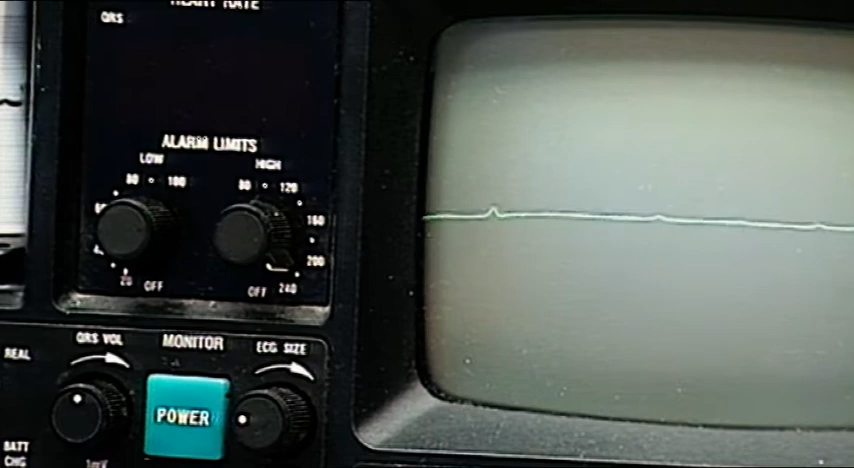 HEART RATE
QRS
ALARM LIMITS
LOW
HIGH
80 100
80 120
160
200
20 OFF
OFF 240
QRS VOL
MONITOR
ECG SIZE
REAL
POWER
BATT
CHG
1mV